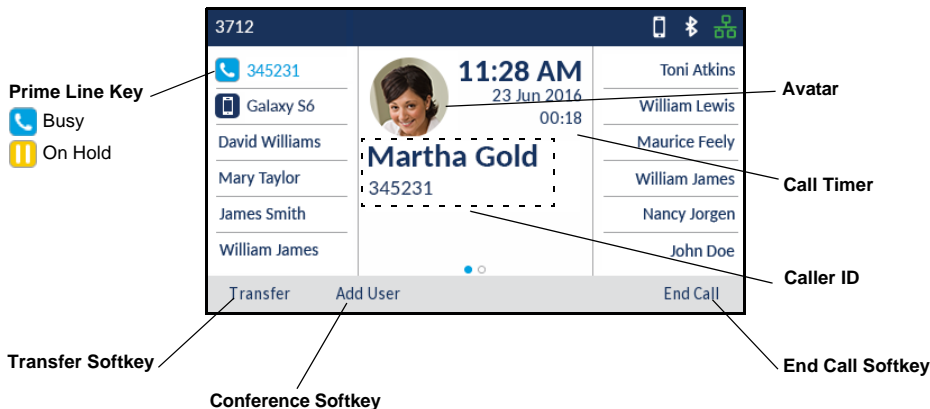 3712
345231
Galaxy S6
David Williams
Mary Taylor
James Smith
William James
11:28 AM
23 Jun 2016
00:18
Martha Gold
345231
Toni Atkins
William Lewis
Maurice Feely
William James
Nancy Jorgen
John Doe
Transfer
Add User
End Call
Prime Line Key
Busy
On Hold
Avatar
Call Timer
Caller ID
Transfer Softkey
Conference Softkey
End Call Softkey